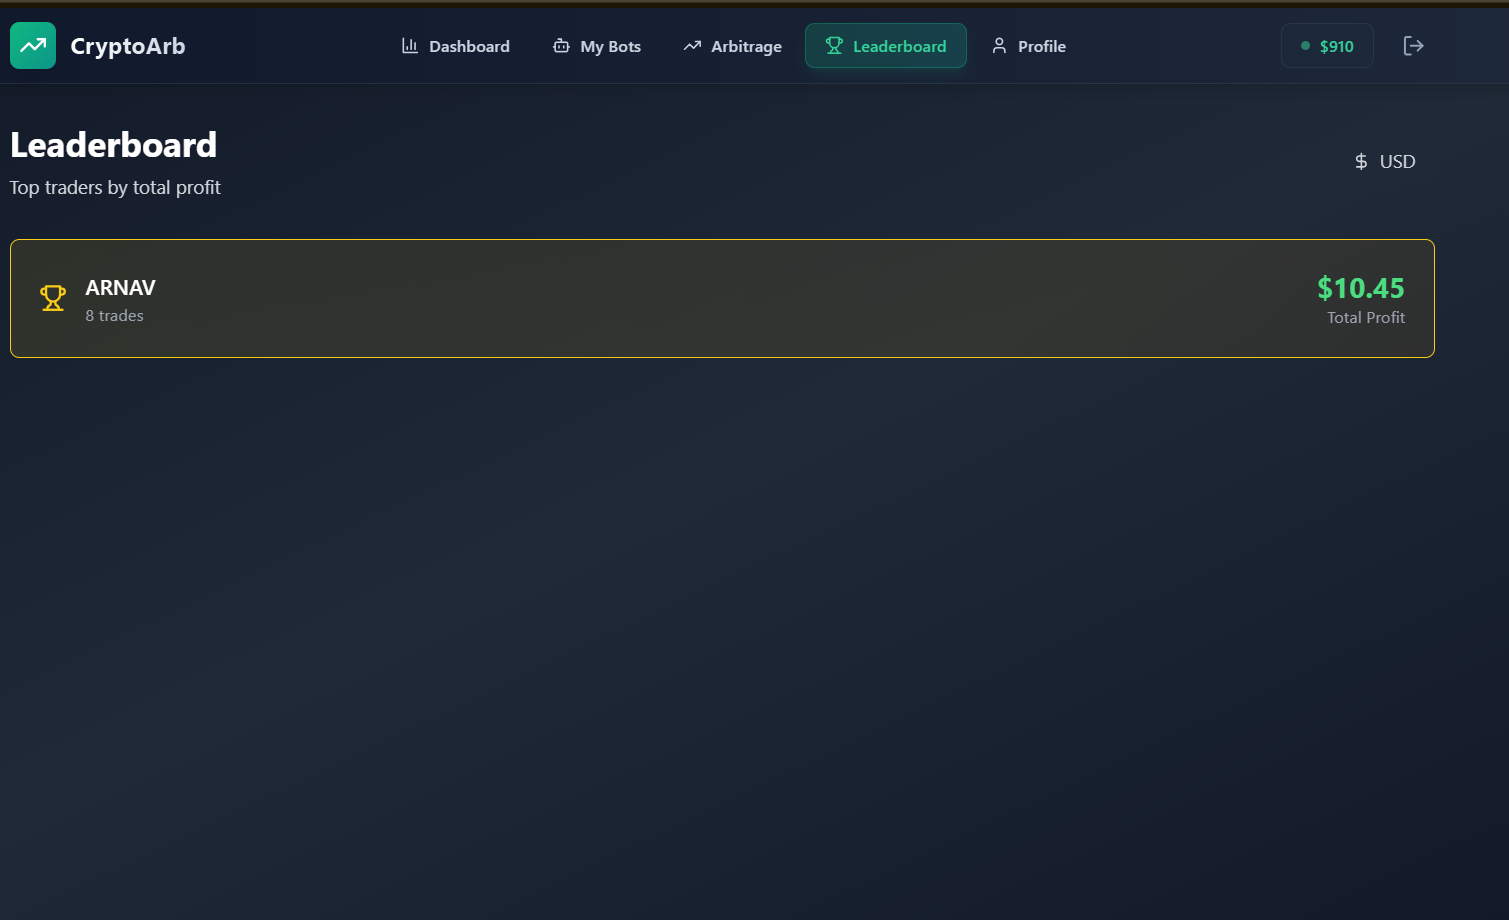 CryptoArb
Dashboard
My Bots
Arbitrage
Leaderboard
Profile
$910
Leaderboard
Top traders by total profit
$ USD
ARNAV
8 trades
$10.45
Total Profit